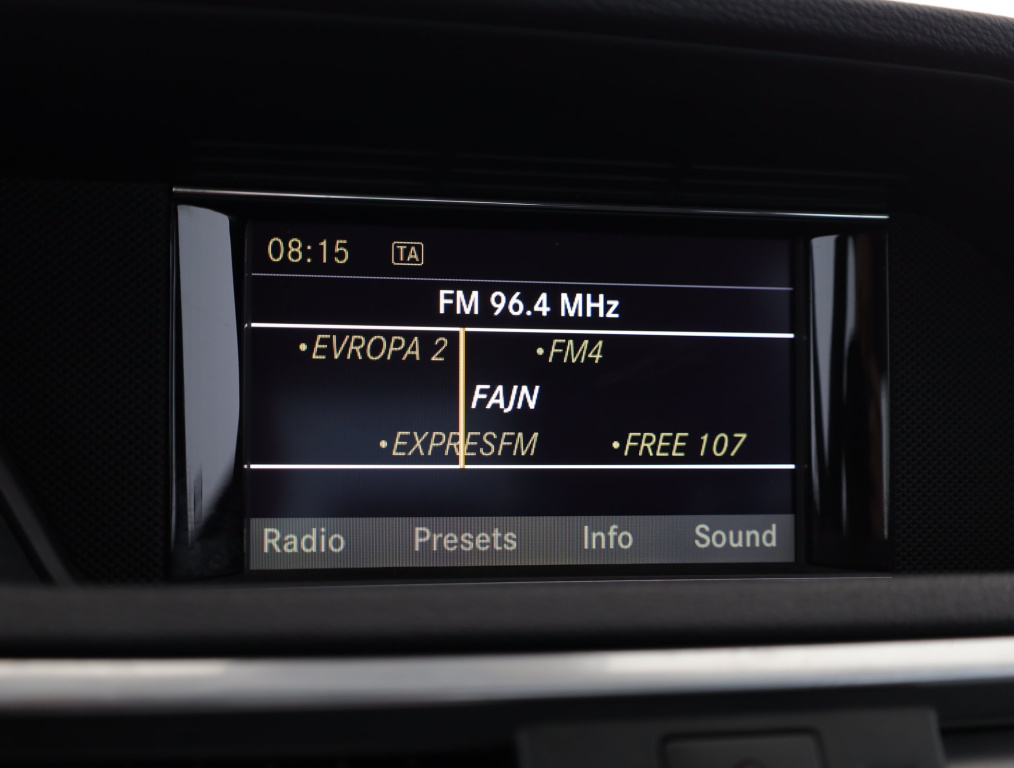 08:15 TA
FM 96.4 MHz
•EVROPA 2 •FM4
FAJN
•EXPRESFM •FREE 107
Radio Presets Info Sound